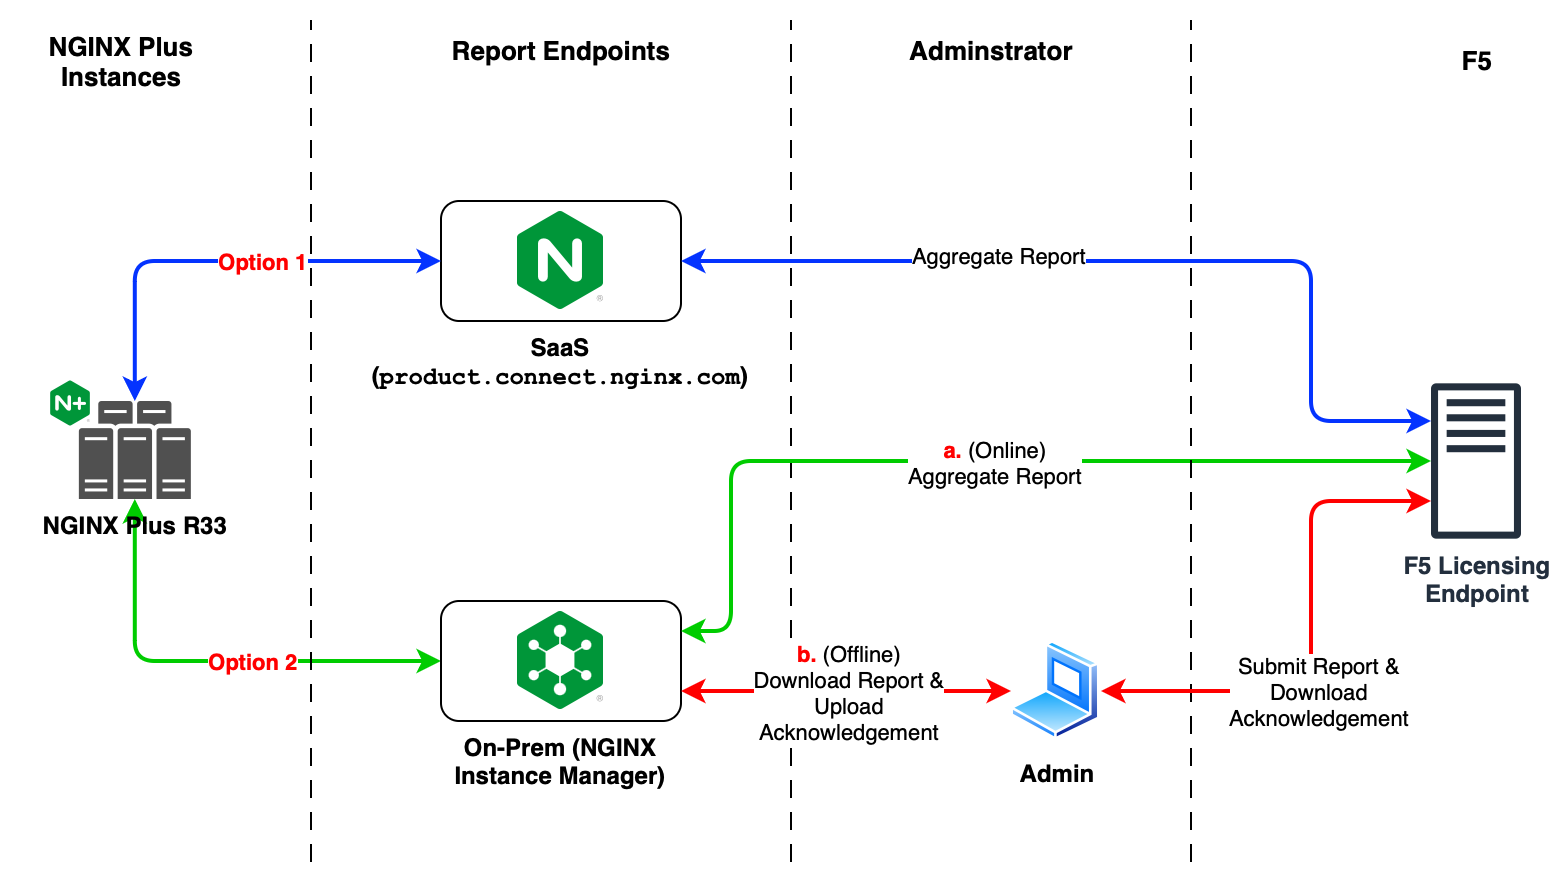 NGINX Plus
Instances
Report Endpoints
Adminstrator
F5
Option 1
Aggregate Report
N
®
SaaS
(product.connect.nginx.com)
N+
NGINX Plus R33
a. (Online)
Aggregate Report
F5 Licensing
Endpoint
Option 2
®
On-Prem (NGINX
Instance Manager)
b. (Offline)
Download Report &
Upload
Acknowledgement
Admin
Submit Report &
Download
Acknowledgement